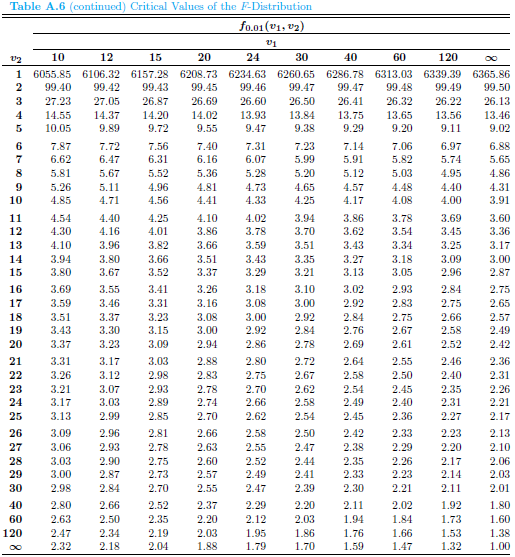 Table A.6 (continued) Critical Values of the F-Distribution
f0.01(v1, v2)
v1
v2 10 12 15 20 24 30 40 60 120 ∞
1 6055.85 6106.32 6157.28 6208.73 6234.63 6260.65 6286.78 6313.03 6339.39 6365.86
2 99.40 99.42 99.43 99.45 99.46 99.47 99.47 99.48 99.49 99.50
3 27.23 27.05 26.87 26.69 26.60 26.50 26.41 26.32 26.22 26.13
4 14.55 14.37 14.20 14.02 13.93 13.84 13.75 13.65 13.56 13.46
5 10.05 9.89 9.72 9.55 9.47 9.38 9.29 9.20 9.11 9.02
6 7.87 7.72 7.56 7.40 7.31 7.23 7.14 7.06 6.97 6.88
7 6.62 6.47 6.31 6.16 6.07 5.99 5.91 5.82 5.74 5.65
8 5.81 5.67 5.52 5.36 5.28 5.20 5.12 5.03 4.95 4.86
9 5.26 5.11 4.96 4.81 4.73 4.65 4.57 4.48 4.40 4.31
10 4.85 4.71 4.56 4.41 4.33 4.25 4.17 4.08 4.00 3.91
11 4.54 4.40 4.25 4.10 4.02 3.94 3.86 3.78 3.69 3.60
12 4.30 4.16 4.01 3.86 3.78 3.70 3.62 3.54 3.45 3.36
13 4.10 3.96 3.82 3.66 3.59 3.51 3.43 3.34 3.25 3.17
14 3.94 3.80 3.66 3.51 3.43 3.35 3.27 3.18 3.09 3.00
15 3.80 3.67 3.52 3.37 3.29 3.21 3.13 3.05 2.96 2.87
16 3.69 3.55 3.41 3.26 3.18 3.10 3.02 2.93 2.84 2.75
17 3.59 3.46 3.31 3.16 3.08 3.00 2.92 2.83 2.75 2.65
18 3.51 3.37 3.23 3.08 3.00 2.92 2.84 2.75 2.66 2.57
19 3.43 3.30 3.15 3.00 2.92 2.84 2.76 2.67 2.58 2.49
20 3.37 3.23 3.09 2.94 2.86 2.78 2.69 2.61 2.52 2.42
21 3.31 3.17 3.03 2.88 2.80 2.72 2.64 2.55 2.46 2.36
22 3.26 3.12 2.98 2.83 2.75 2.67 2.58 2.50 2.40 2.31
23 3.21 3.07 2.93 2.78 2.70 2.62 2.54 2.45 2.35 2.26
24 3.17 3.03 2.89 2.74 2.66 2.58 2.49 2.40 2.31 2.21
25 3.13 2.99 2.85 2.70 2.62 2.54 2.45 2.36 2.27 2.17
26 3.09 2.96 2.81 2.66 2.58 2.50 2.42 2.33 2.23 2.13
27 3.06 2.93 2.78 2.63 2.55 2.47 2.38 2.29 2.20 2.10
28 3.03 2.90 2.75 2.60 2.52 2.44 2.35 2.26 2.17 2.06
29 3.00 2.87 2.73 2.57 2.49 2.41 2.33 2.23 2.14 2.03
30 2.98 2.84 2.70 2.55 2.47 2.39 2.30 2.21 2.11 2.01
40 2.80 2.66 2.52 2.37 2.29 2.20 2.11 2.02 1.92 1.80
60 2.63 2.50 2.35 2.20 2.12 2.03 1.94 1.84 1.73 1.60
120 2.47 2.34 2.19 2.03 1.95 1.86 1.76 1.66 1.53 1.38
∞ 2.32 2.18 2.04 1.88 1.79 1.70 1.59 1.47 1.32 1.00